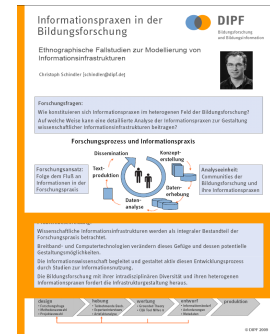 Informationspraxen in der
Bildungsforschung
DIPF
Bildungsforschung
und Bildungsinformation
Ethnographische Fallstudien zur Modellierung von
Informationsinfrastrukturen
Christoph Schindler [schindler@dipf.de]
Forschungsfragen:
Wie konstituieren sich Informationspraxen im heterogenen Feld der Bildungsforschung?
Auf welche Weise kann eine detaillierte Analyse der Informationspraxen zur Gestaltung
wissenschaftlicher Informationsinfrastrukturen beitragen?
Forschungsprozess und Informationspraxis
Dissemination
Konzept-
erstellung
Text-
produktion
Daten-
erhebung
Daten-
analyse
Forschungsansatz:
Folge dem Fluß an
Informationen in der
Forschungspraxis
Analyseeinheit:
Communities der
Bildungsforschung und
ihre Informationspraxen
Wissenschaftliche Informationsinfrastrukturen werden als integraler Bestandteil der
Forschungspraxis betrachtet.
Breitband- und Computertechnologien verändern dieses Gefüge und dessen potentielle
Gestaltungsmöglichkeiten.
Die Informationswissenschaft begleitet und gestaltet aktiv diesen Entwicklungsprozess
durch Studien zur Informationsnutzung.
Die Bildungsforschung mit ihrer intradisziplinären Diversität und ihren heterogenen
Informationspraxen fordert die Infrastrukturgestaltung heraus.
design
hebung
wertung
entwurf
produktion
© DIPF 2009